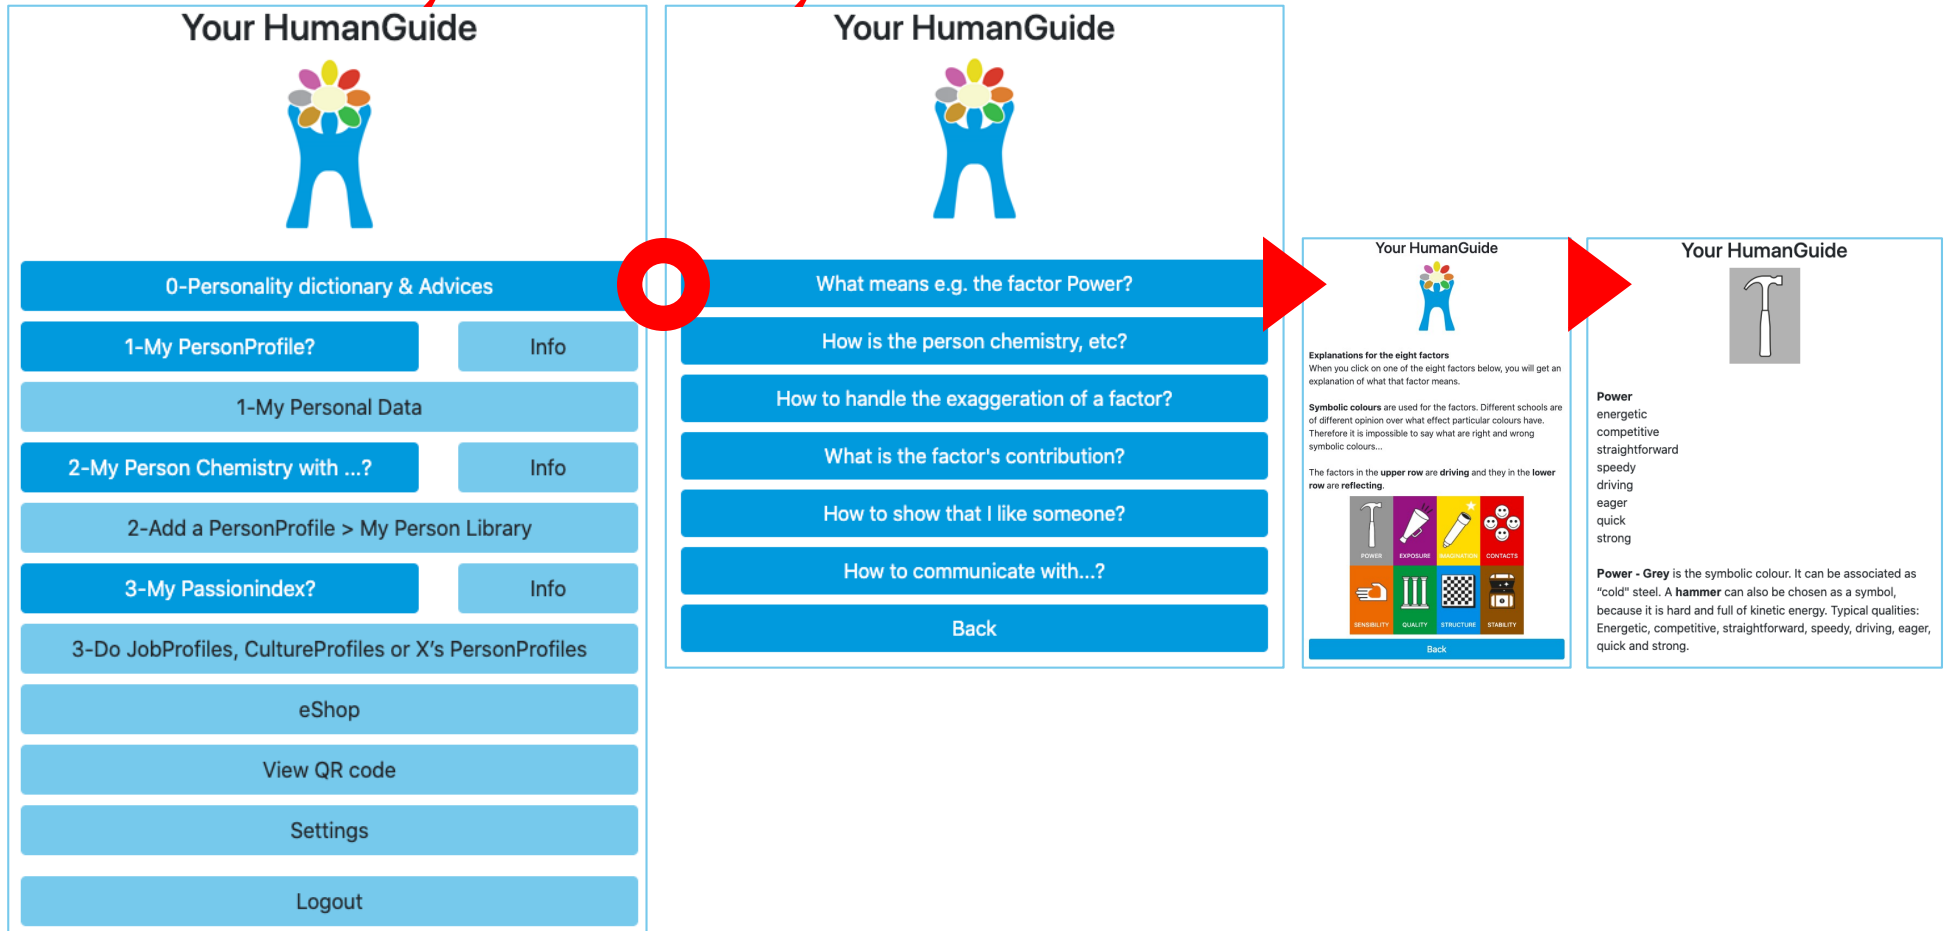 Your HumanGuide
0-Personality dictionary & Advices
1-My PersonProfile?
Info
1-My Personal Data
2-My Person Chemistry with ...?
Info
2-Add a PersonProfile > My Person Library
3-My Passionindex?
Info
3-Do JobProfiles, CultureProfiles or X's PersonProfiles
eShop
View QR code
Settings
Logout
Your HumanGuide
What means e.g. the factor Power?
How is the person chemistry, etc?
How to handle the exaggeration of a factor?
What is the factor's contribution?
How to show that I like someone?
How to communicate with...?
Back
Your HumanGuide
Explanations for the eight factors
When you click on one of the eight factors below, you will get an
explanation of what that factor means.
Symbolic colours are used for the factors. Different schools are
of different opinion over what effect particular colours have.
Therefore it is impossible to say what are right and wrong
symbolic colours...
The factors in the upper row are driving and they in the lower
row are reflecting.
POWER
EXPOSURE
IMAGINATION
CONTACTS
SENSIBILITY
QUALITY
STRUCTURE
STABILITY
Back
Your HumanGuide
Power
energetic
competitive
straightforward
speedy
driving
eager
quick
strong
Power - Grey is the symbolic colour. It can be associated as
“cold” steel. A hammer can also be chosen as a symbol,
because it is hard and full of kinetic energy. Typical qualities:
Energetic, competitive, straightforward, speedy, driving, eager,
quick and strong.